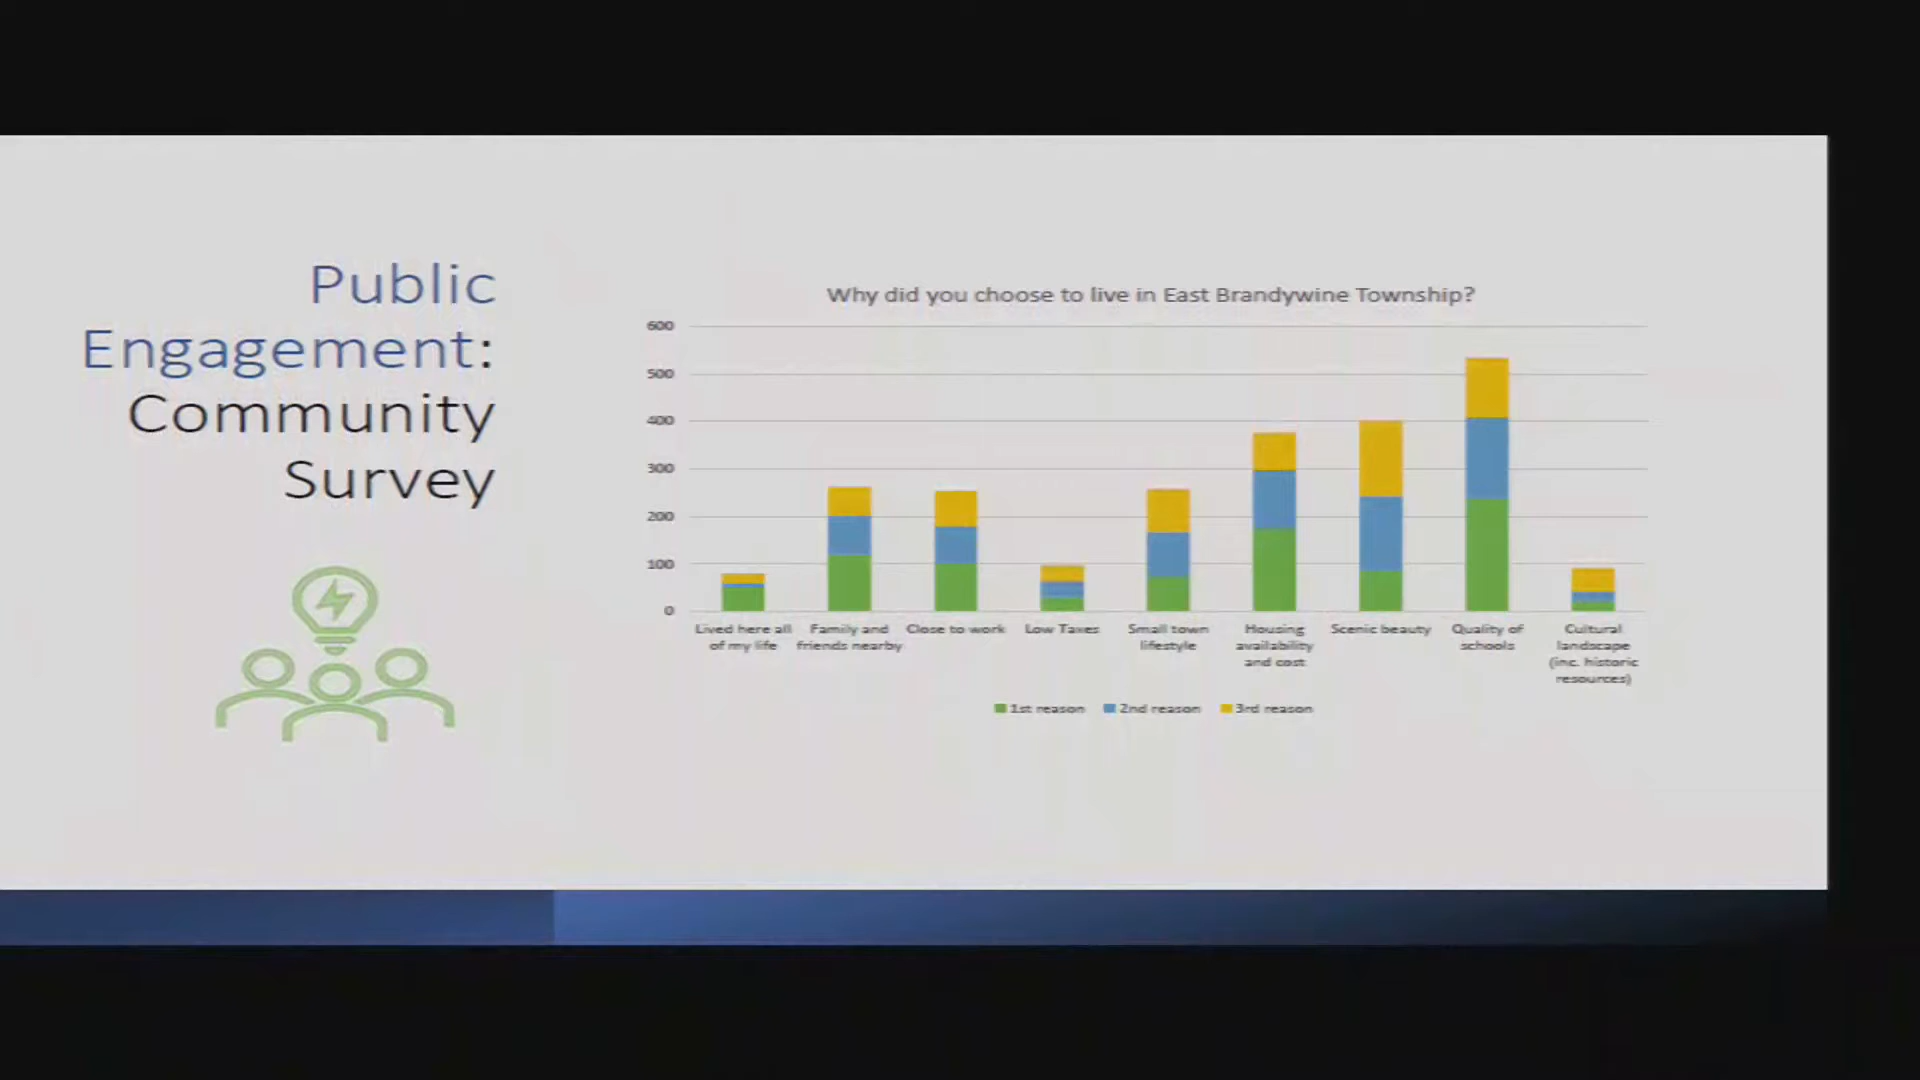 Public
Engagement:
Community
Survey
Why did you choose to live in East Brandywine Township?
600
500
400
300
200
100
0
Lived here all
of my life
Family and
friends nearby
Close to work
Low Taxes
Small town
lifestyle
Housing
availability
and cost
Scenic beauty
Quality of
schools
Cultural
landscape
(inc. historic
resources)
1st reason
2nd reason
3rd reason